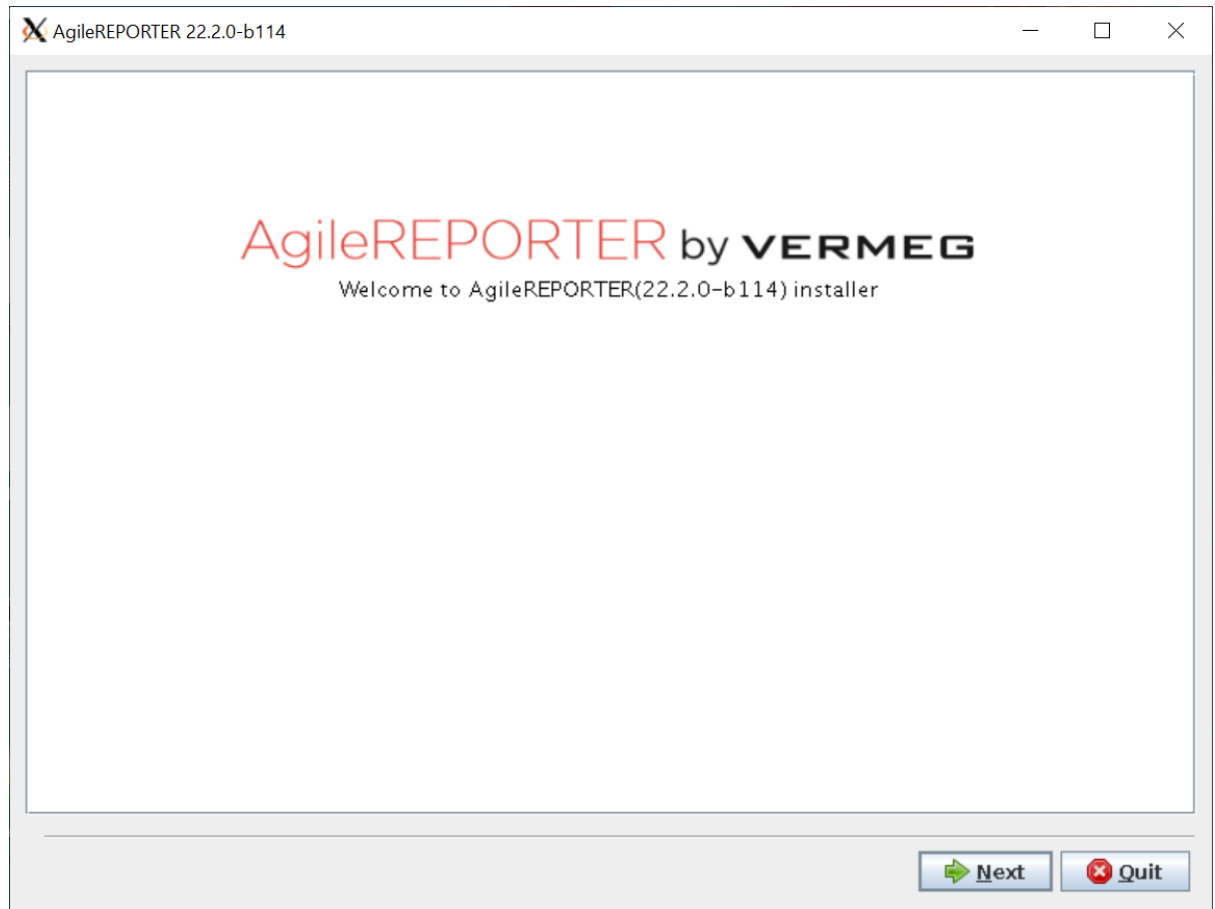 AgileREPORTER 22.2.0-b114
AgileREPORTER by VERMEG
Welcome to AgileREPORTER(22.2.0-b114) installer
Next Quit